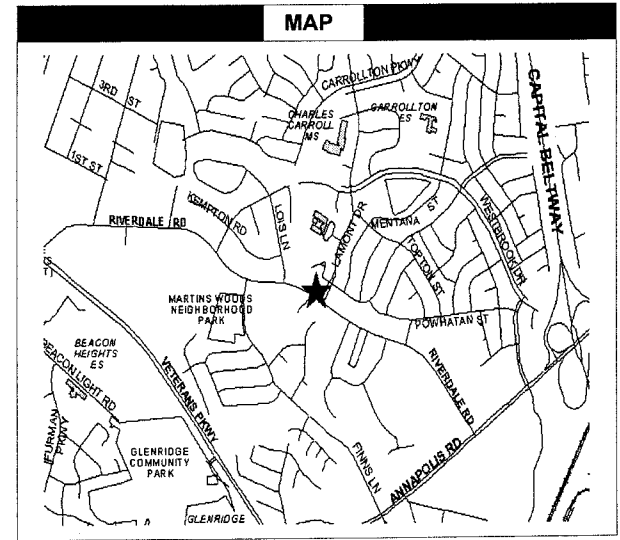 MAP
CARROLLTON PKWY
3RD ST
CHARLES
CARROLL
MS
CARROLLTON
ES
CAPITAL BELTWAY
1ST ST
KEMPTON RD
LOIS LN
LAMONT DR
MENTANA ST
WESTBROOK DR
RIVERDALE RD
TOPTON ST
MARTINS WOODS
NEIGHBORHOOD
PARK
POWHATAN ST
BEACON
HEIGHTS
ES
BEACON LIGHT RD
VETERANS PKWY
RIVERDALE RD
FURMAN
PKWY
GLENRIDGE
COMMUNITY
PARK
FINNS LN
ANNAPOLIS RD
GLENRIDGE